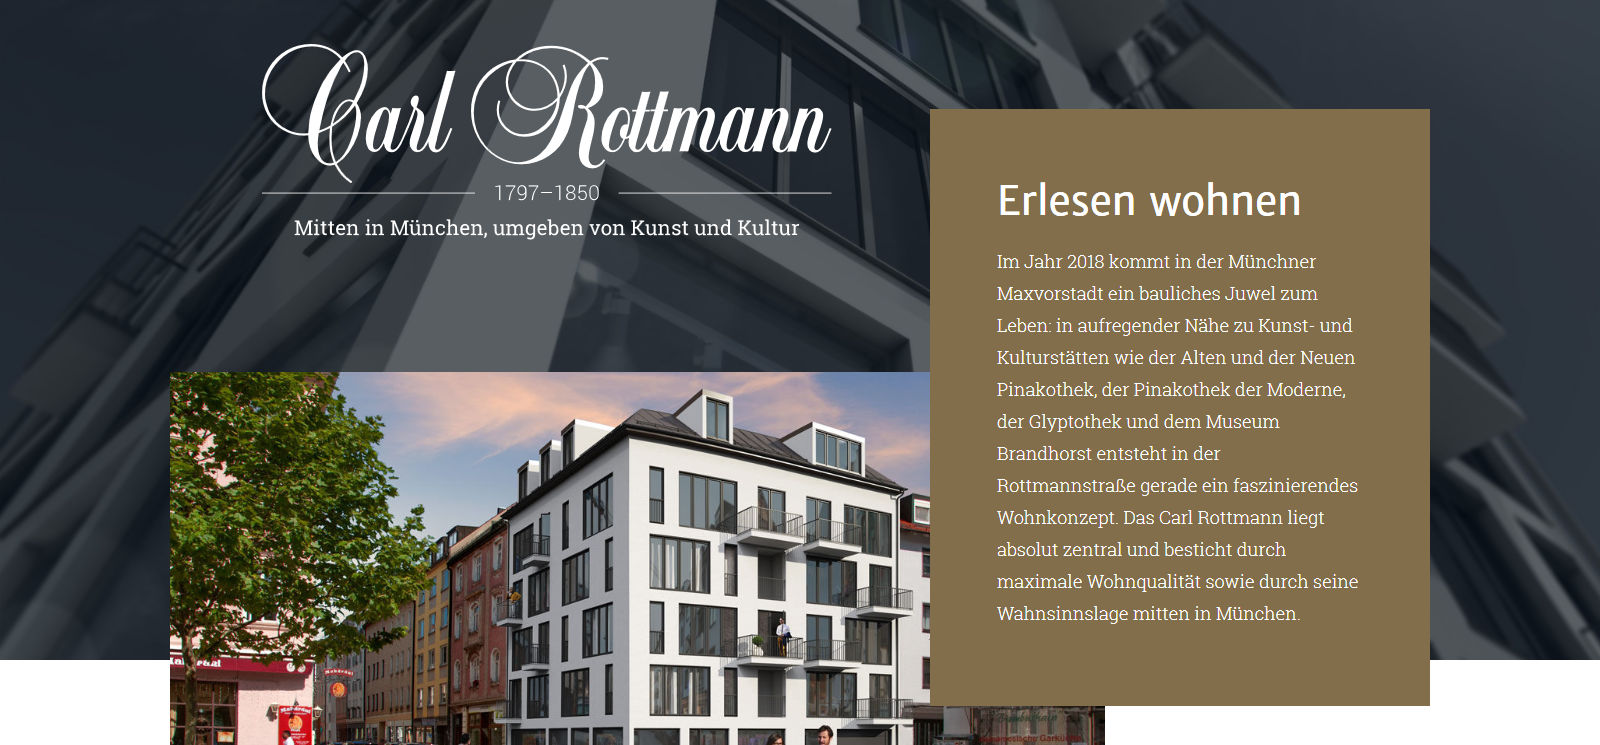 Carl Rottmann
1797–1850
Mitten in München, umgeben von Kunst und Kultur
Erlesen wohnen
Im Jahr 2018 kommt in der Münchner
Maxvorstadt ein bauliches Juwel zum
Leben: in aufregender Nähe zu Kunst- und
Kulturstätten wie der Alten und der Neuen
Pinakothek, der Pinakothek der Moderne,
der Glyptothek und dem Museum
Brandhorst entsteht in der
Rottmannstraße gerade ein faszinierendes
Wohnkonzept. Das Carl Rottmann liegt
absolut zentral und besticht durch
maximale Wohnqualität sowie durch seine
Wahnsinnslage mitten in München.